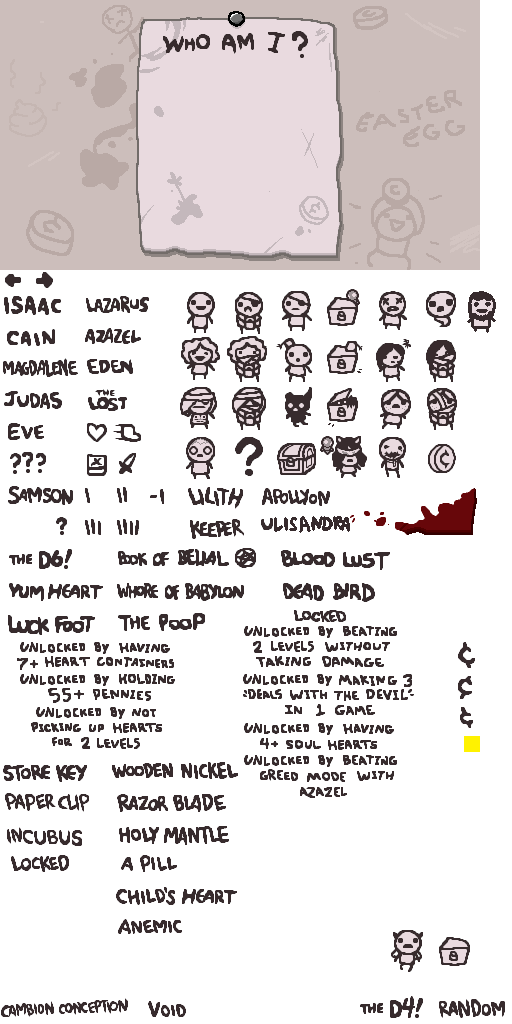 WHO AM I?
EASTER
EGG
ISAAC LAZARUS
CAIN AZAZEL
MAGDALENE EDEN
JUDAS THE LOST
EVE
???
?
SAMSON I II -1 LILITH APOLLYON
? III IIII KEEPER ULISANDRA
THE D6! BOOK OF BELIAL BLOOD LUST
YUM HEART WHORE OF BABYLON DEAD BIRD
LUCK FOOT THE POOP
LOCKED
UNLOCKED BY HAVING
7+ HEART CONTAINERS
UNLOCKED BY HOLDING
55+ PENNIES
UNLOCKED BY NOT
PICKING UP HEARTS
FOR 2 LEVELS
UNLOCKED BY BEATING
2 LEVELS WITHOUT
TAKING DAMAGE
UNLOCKED BY MAKING 3
"DEALS WITH THE DEVIL"
IN 1 GAME
UNLOCKED BY HAVING
4+ SOUL HEARTS
UNLOCKED BY BEATING
GREED MODE WITH
AZAZEL
¢
¢
¢
STORE KEY WOODEN NICKEL
PAPER CLIP RAZOR BLADE
INCUBUS HOLY MANTLE
LOCKED A PILL
CHILD'S HEART
ANEMIC
CAMBION CONCEPTION VOID THE D4! RANDOM